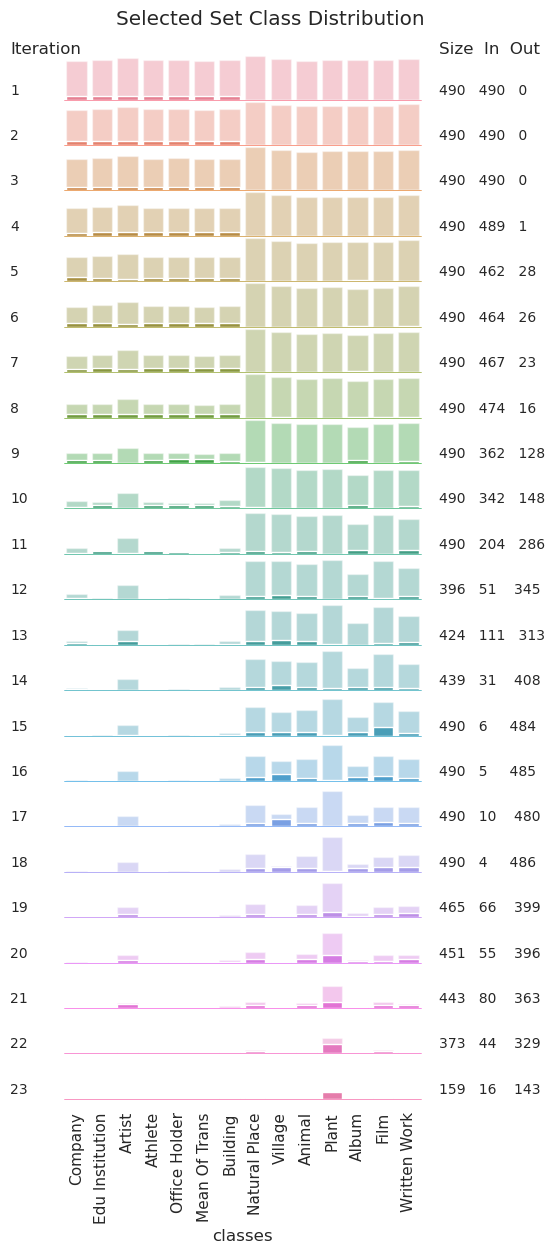 Selected Set Class Distribution
Iteration Size In Out
1 490 490 0
2 490 490 0
3 490 490 0
4 490 489 1
5 490 462 28
6 490 464 26
7 490 467 23
8 490 474 16
9 490 362 128
10 490 342 148
11 490 204 286
12 396 51 345
13 424 111 313
14 439 31 408
15 490 6 484
16 490 5 485
17 490 10 480
18 490 4 486
19 465 66 399
20 451 55 396
21 443 80 363
22 373 44 329
23 159 16 143
Company
Edu Institution
Artist
Athlete
Office Holder
Mean Of Trans
Building
Natural Place
Village
Animal
Plant
Album
Film
Written Work
classes